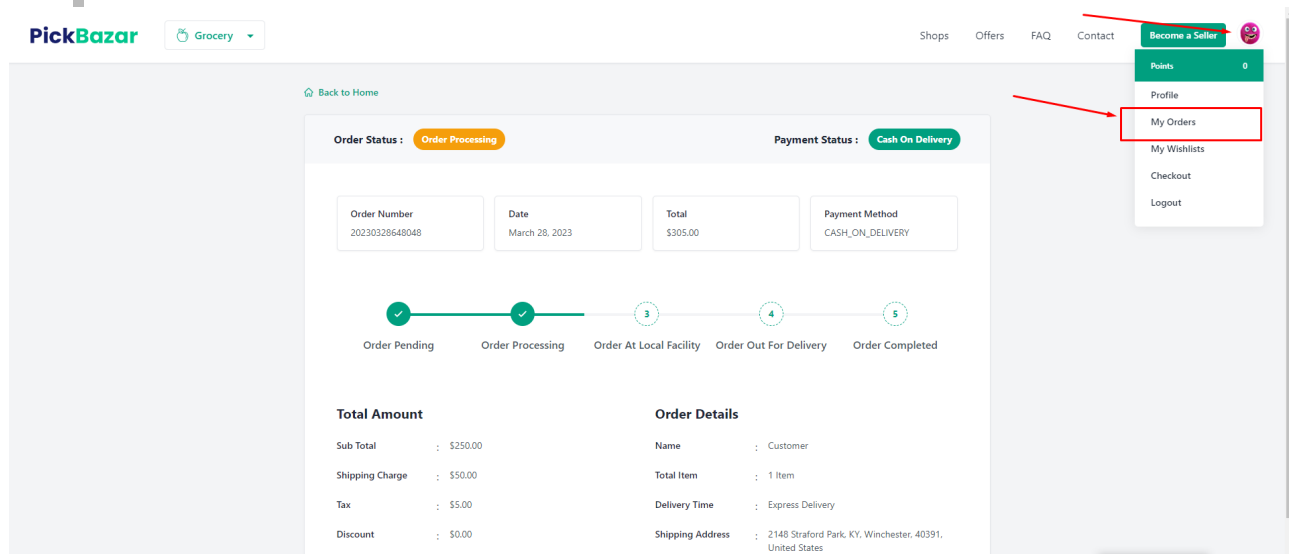 PickBazar
Grocery
Shops Offers FAQ Contact Become a Seller
Points 0
Profile
My Orders
My Wishlists
Checkout
Logout
Back to Home
Order Status : Order Processing Payment Status : Cash On Delivery
Order Number Date Total Payment Method
20230328648048 March 28, 2023 $305.00 CASH_ON_DELIVERY
3 4 5
Order Pending Order Processing Order At Local Facility Order Out For Delivery Order Completed
Total Amount Order Details
Sub Total : $250.00 Name : Customer
Shipping Charge : $50.00 Total Item : 1 Item
Tax : $5.00 Delivery Time : Express Delivery
Discount : $0.00 Shipping Address : 2148 Straford Park, KY, Winchester, 40391,
United States